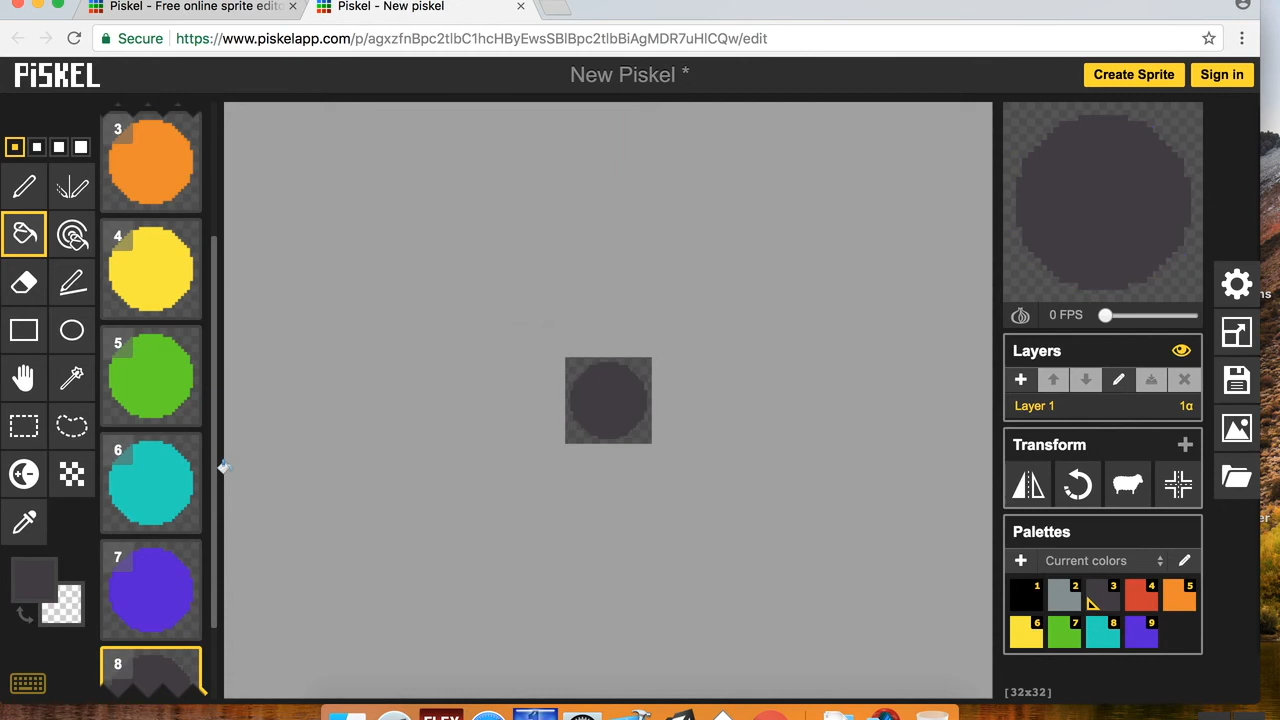 Piskel - Free online sprite edit
Piskel - New piskel
Secure
https://www.piskelapp.com/p/agxzfnBpc2tlbC1hcHByEwsSBlBpc2tlbBiAgMDR7uHlCQw/edit
PiSKEL
New Piskel *
Create Sprite
Sign in
3
4
5
6
7
8
0 FPS
Layers
Layer 1
1α
Transform
Palettes
Current colors
1 2 3 4 5
6 7 8 9
[32x32]
FLEX